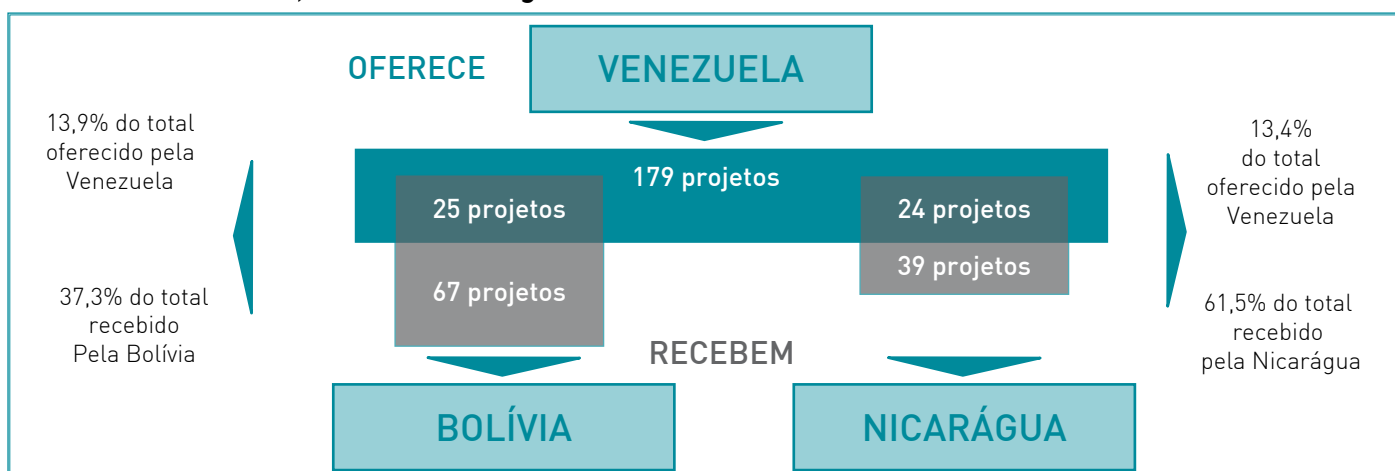 OFERECE
VENEZUELA
13,9% do total
oferecido pela
Venezuela
13,4%
do total
oferecido pela
Venezuela
179 projetos
25 projetos
24 projetos
39 projetos
67 projetos
37,3% do total
recebido
Pela Bolívia
61,5% do total
recebido
pela Nicarágua
RECEBEM
BOLÍVIA
NICARÁGUA